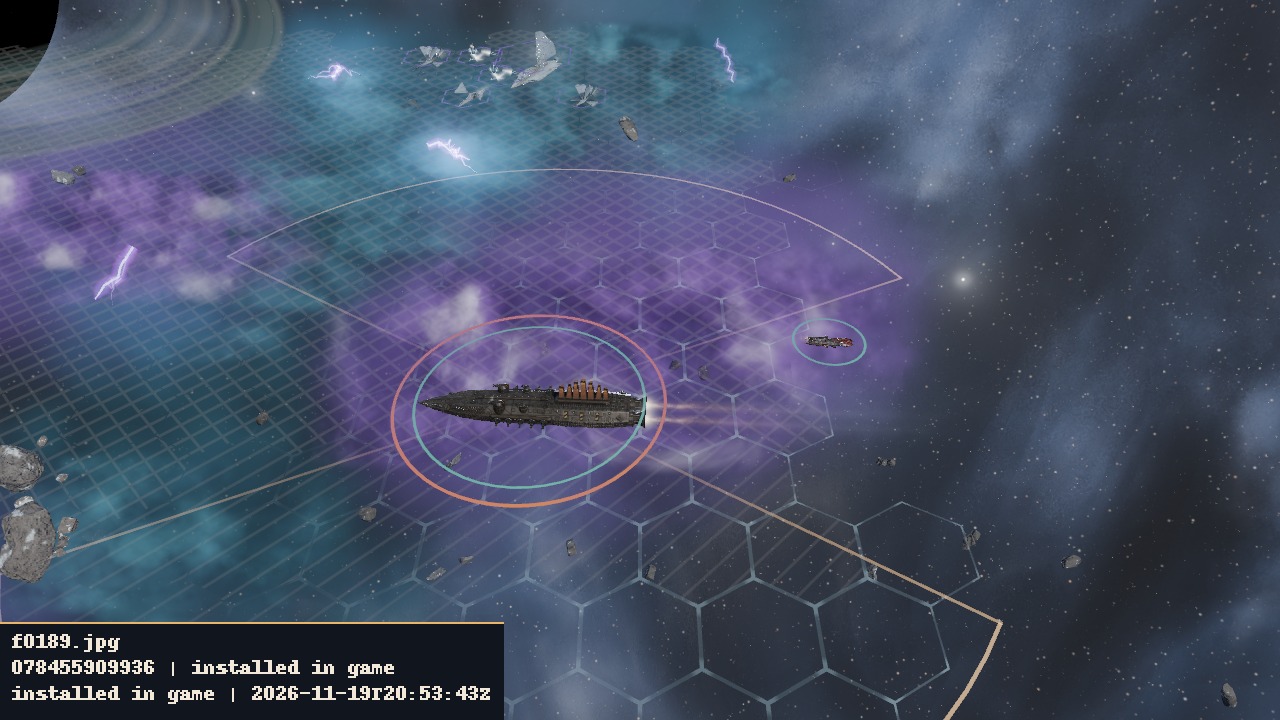 f0189.jpg
078455909936 | installed in game
installed in game | 2026-11-19T20:53:43Z